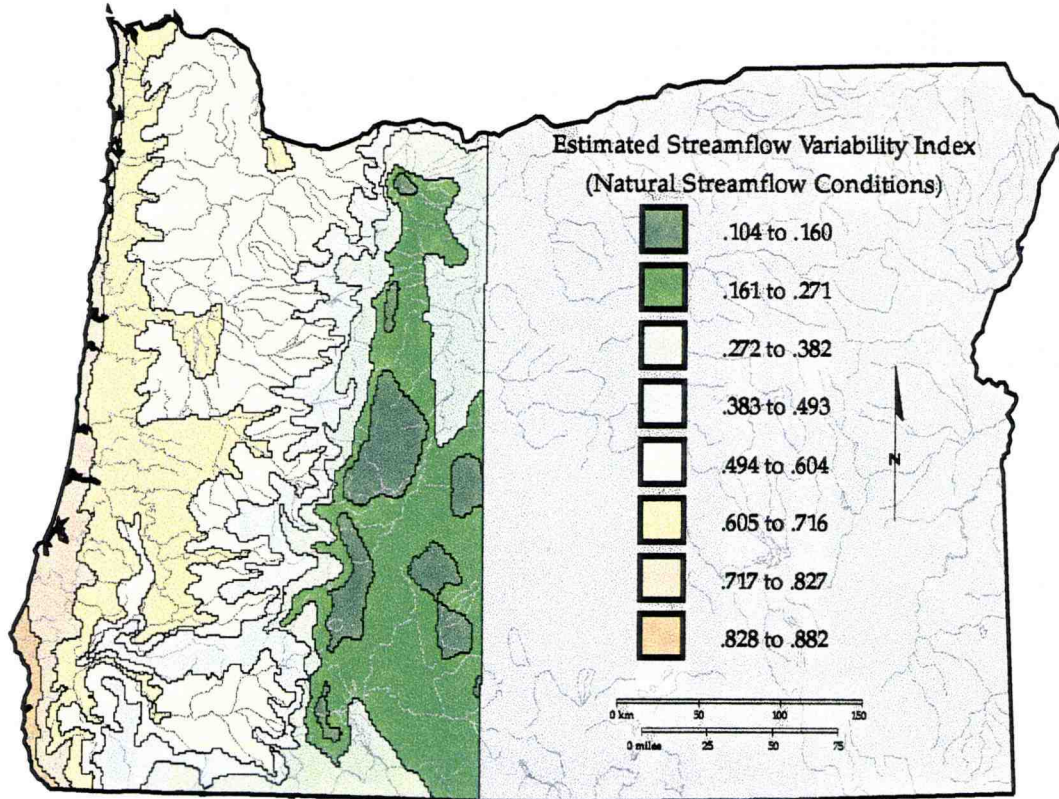 Estimated Streamflow Variability Index
(Natural Streamflow Conditions)
.104 to .160
.161 to .271
.272 to .382
.383 to .493
.494 to .604
.605 to .716
.717 to .827
.828 to .882
N
0 km 50 100 150
0 miles 25 50 75